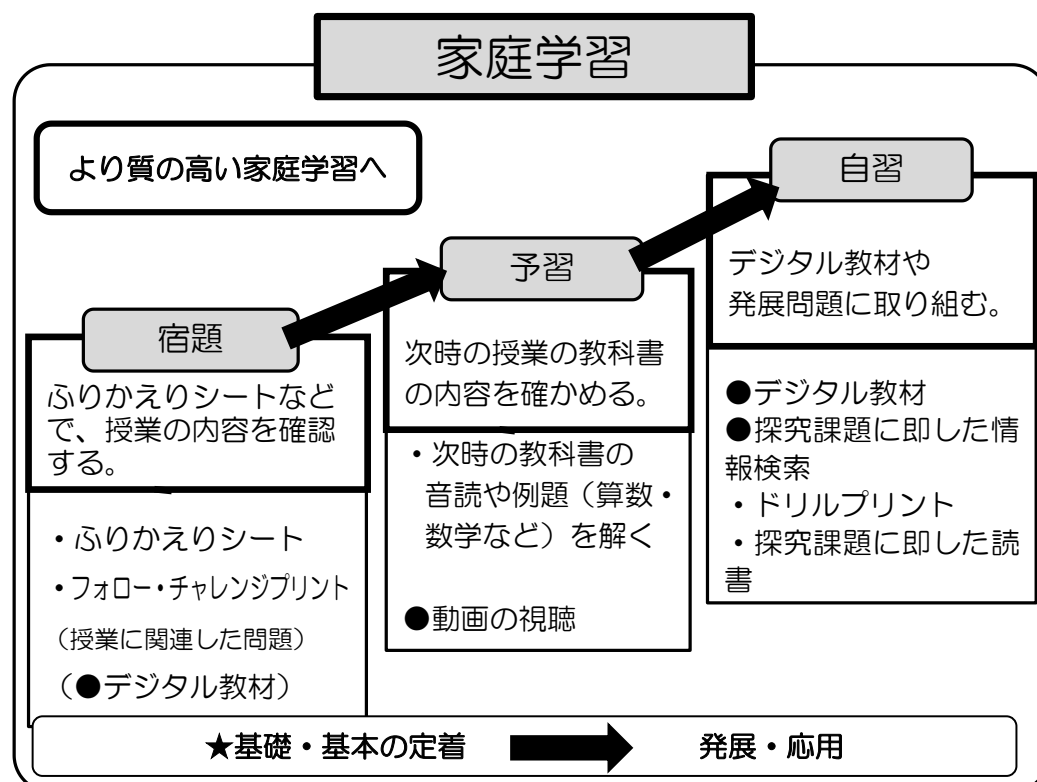 家庭学習
より質の高い家庭学習へ
宿題
ふりかえりシートなど
で、授業の内容を確認
する。
・ふりかえりシート
・フォロー・チャレンジプリント
（授業に関連した問題）
（●デジタル教材）
予習
次時の授業の教科書
の内容を確かめる。
・次時の教科書の
音読や例題（算数・
数学など）を解く
●動画の視聴
自習
デジタル教材や
発展問題に取り組む。
●デジタル教材
●探究課題に即した情
報検索
・ドリルプリント
・探究課題に即した読
書
★基礎・基本の定着
発展・応用